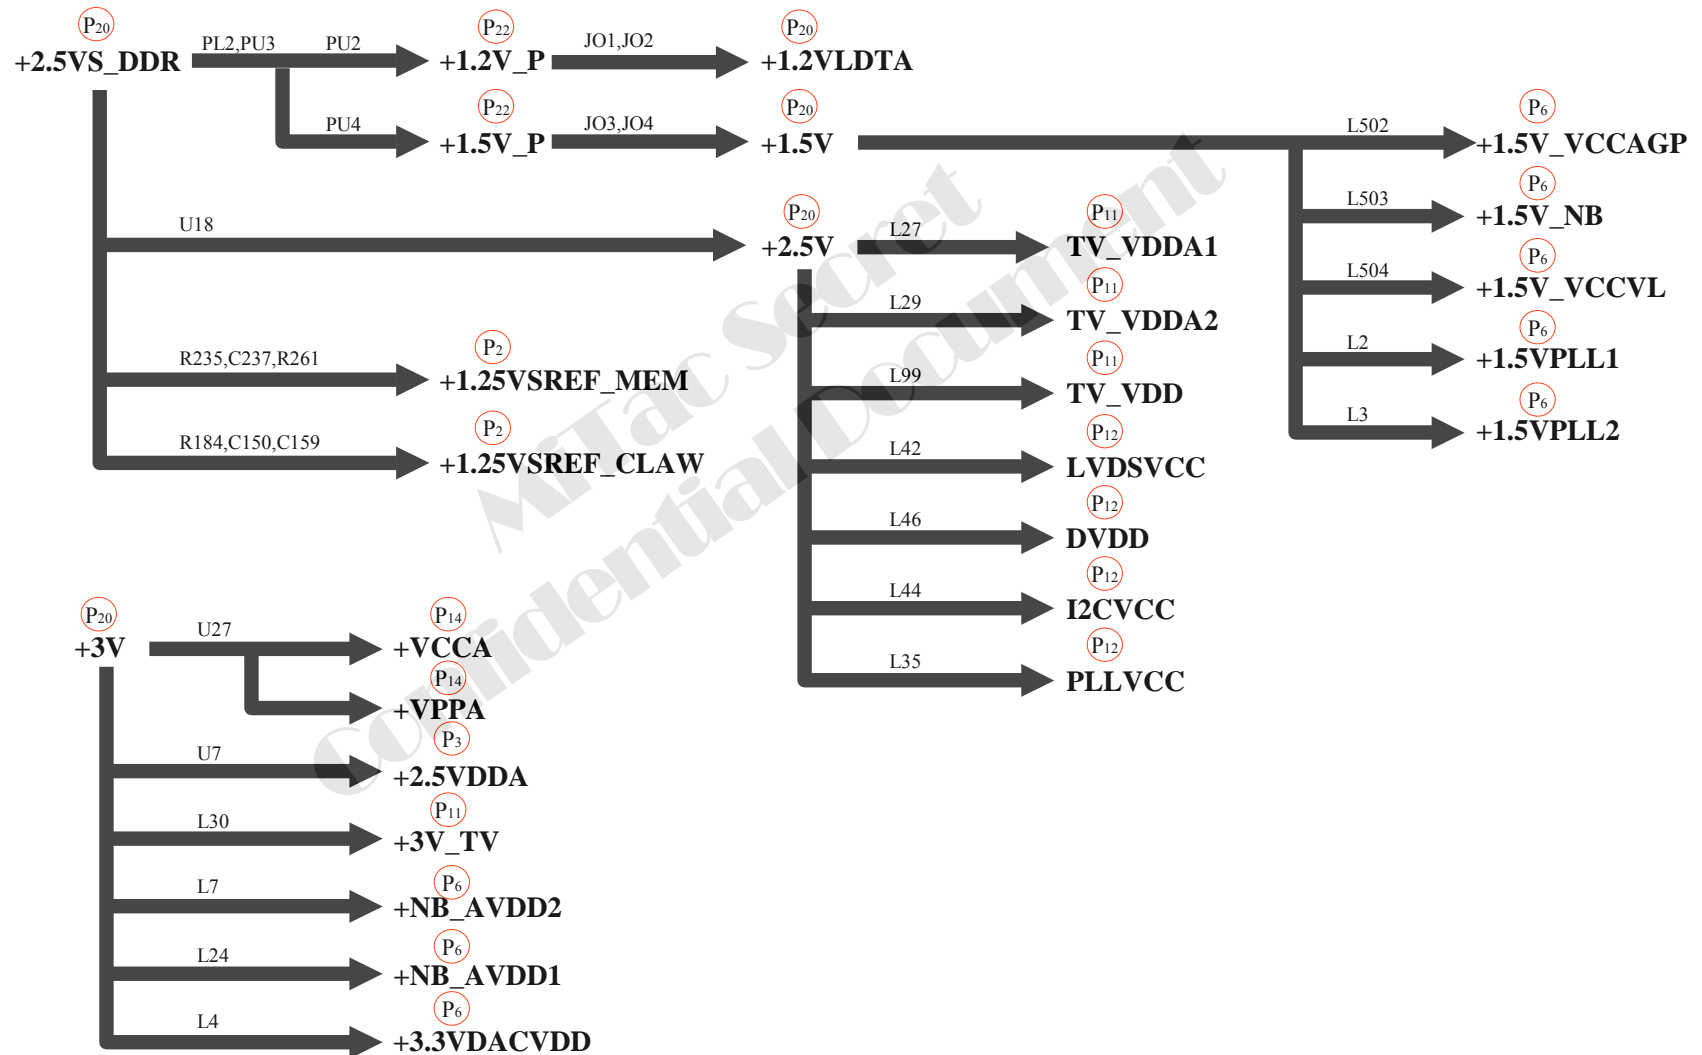 P20
+2.5VS_DDR
PL2,PU3
PU2
P22
+1.2V_P
JO1,JO2
P20
+1.2VLDTA
PU4
P22
+1.5V_P
JO3,JO4
P20
+1.5V
L502
P6
+1.5V_VCCAGP
L503
P6
+1.5V_NB
L504
P6
+1.5V_VCCVL
L2
P6
+1.5VPLL1
L3
P6
+1.5VPLL2
U18
P20
+2.5V
L27
P11
TV_VDDA1
L29
P11
TV_VDDA2
L99
P11
TV_VDD
L42
P12
LVDSVCC
L46
P12
DVDD
L44
P12
I2CVCC
L35
P12
PLLVCC
R235,C237,R261
P2
+1.25VSREF_MEM
R184,C150,C159
P2
+1.25VSREF_CLAW
P20
+3V
U27
P14
+VCCA
P14
+VPPA
U7
P3
+2.5VDDA
L30
P11
+3V_TV
L7
P6
+NB_AVDD2
L24
P6
+NB_AVDD1
L4
P6
+3.3VDACVDD
MiTac Secret
Confidential Document